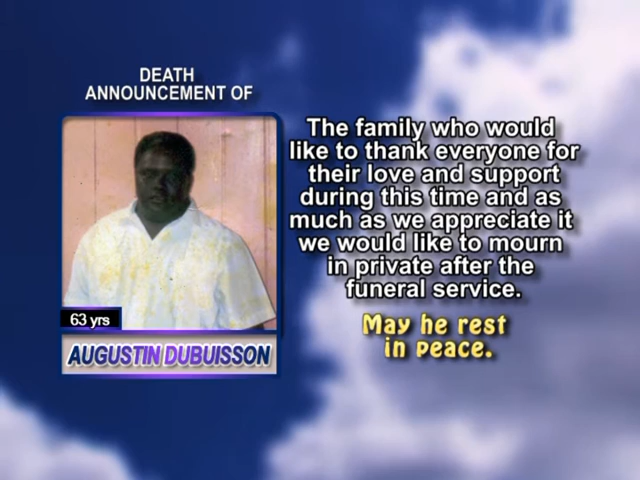 DEATH
ANNOUNCEMENT OF
The family who would
like to thank everyone for
their love and support
during this time and as
much as we appreciate it
we would like to mourn
in private after the
funeral service.
May he rest
in peace.
63 yrs
AUGUSTIN DUBUISSON